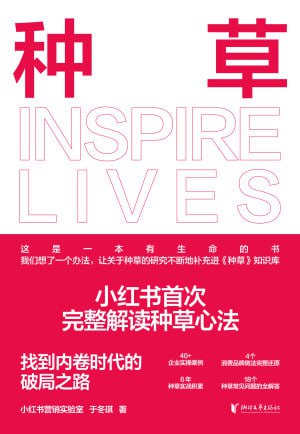 种草
INSPIRE
LIVES
这是一本有生命的书
我们想了一个办法，让关于种草的研究不断地补充进《种草》知识库
小红书首次
完整解读种草心法
找到内卷时代的
破局之路
40+
企业实操案例
4个
消费品牌做法完整还原
6年
种草实战积累
18个
种草常见问题的全解答
小红书营销实验室 于冬琪 著
浙江文艺出版社